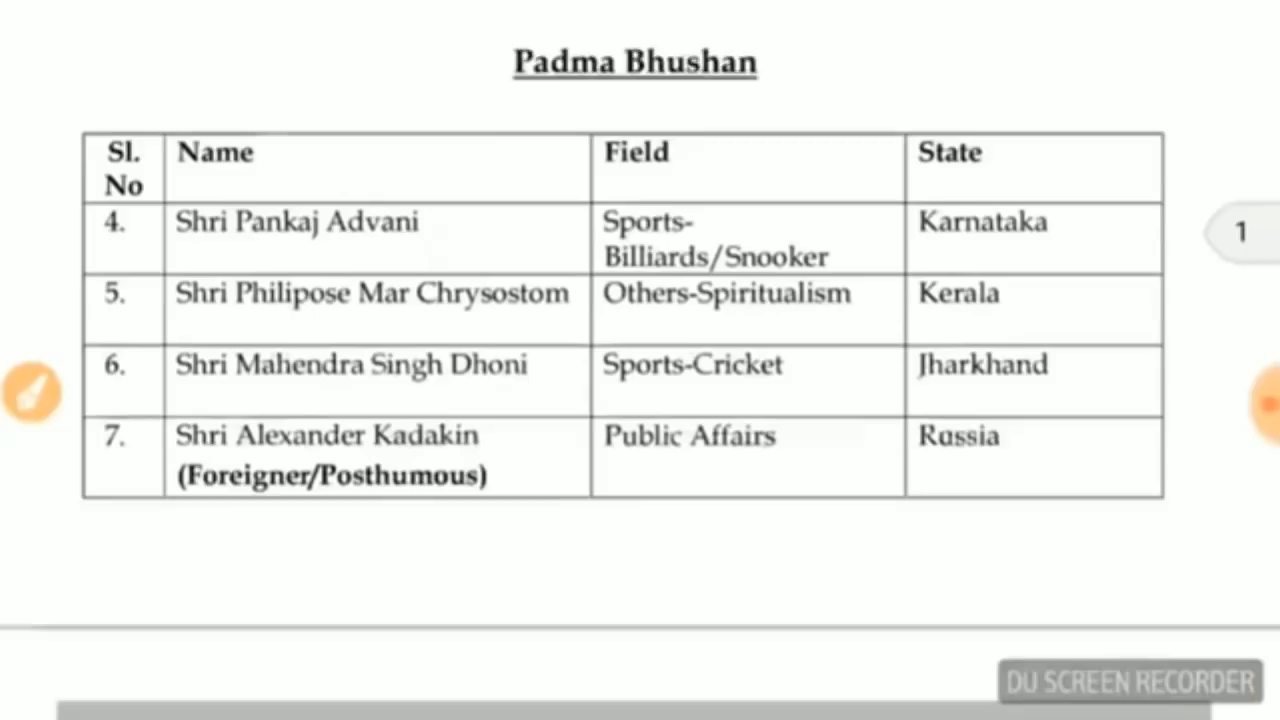 Padma Bhushan
Sl. No Name Field State
4. Shri Pankaj Advani Sports-Billiards/Snooker Karnataka
5. Shri Philipose Mar Chrysostom Others-Spiritualism Kerala
6. Shri Mahendra Singh Dhoni Sports-Cricket Jharkhand
7. Shri Alexander Kadakin Public Affairs Russia
(Foreigner/Posthumous)
1
DU SCREEN RECORDER